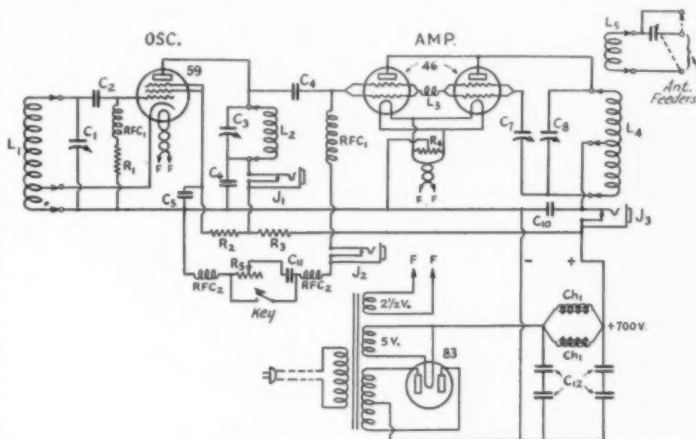 OSC.
AMP.
59
46
L5
Ant. Feeders
C2
C4
L3
L1
C1
RFC1
R1
F F
C3
L2
RFC1
R4
F F
C7
C8
L4
C5
C6
J1
C10
J3
R2
R3
J2
RFC2
R5
C11
RFC2
Key
F F
2½V.
5V.
83
-
+
Ch1
Ch1
+700V.
C12